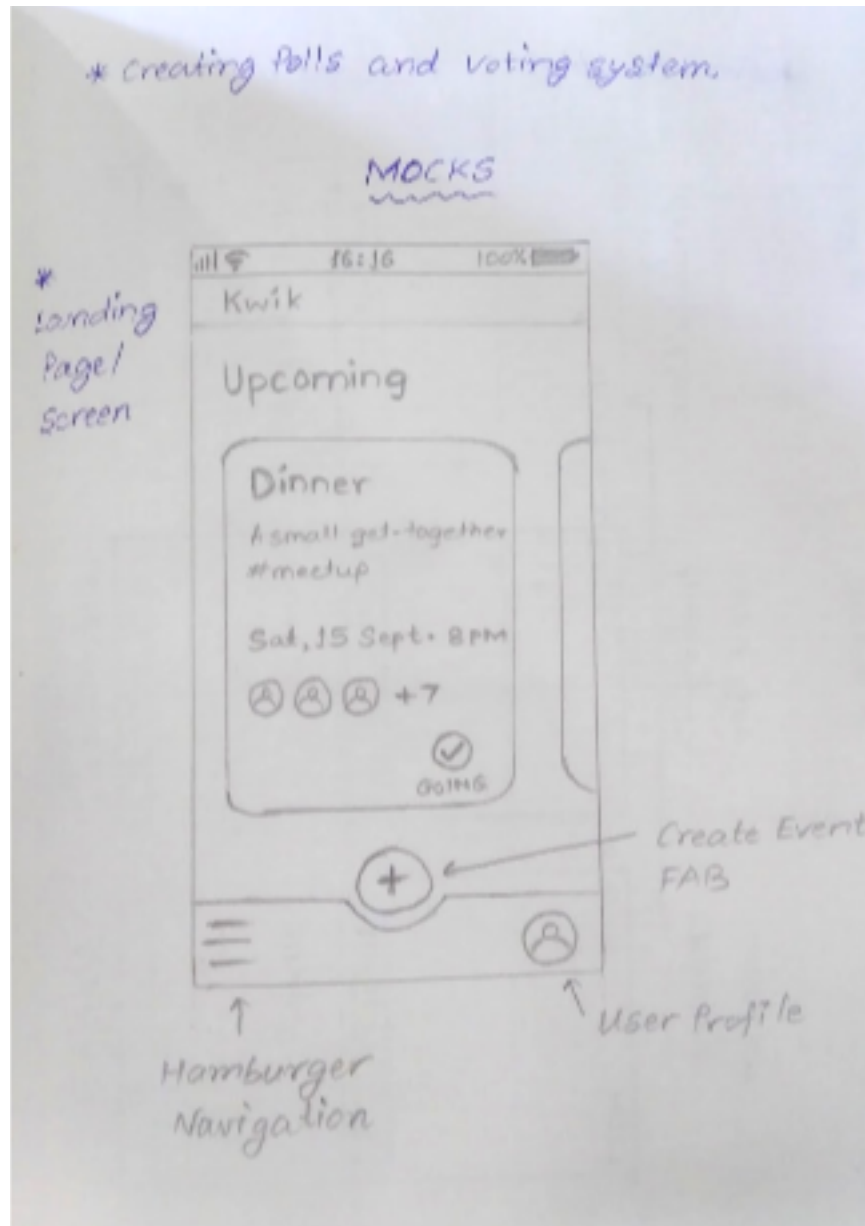 * Creating Polls and voting system.
MOCKS
*
Landing
Page/
Screen
16:16 100%
Kwik
Upcoming
Dinner
A small get-together
#meetup
Sat, 15 Sept. 8PM
+7
GOING
+
Create Event
FAB
User Profile
Hamburger
Navigation